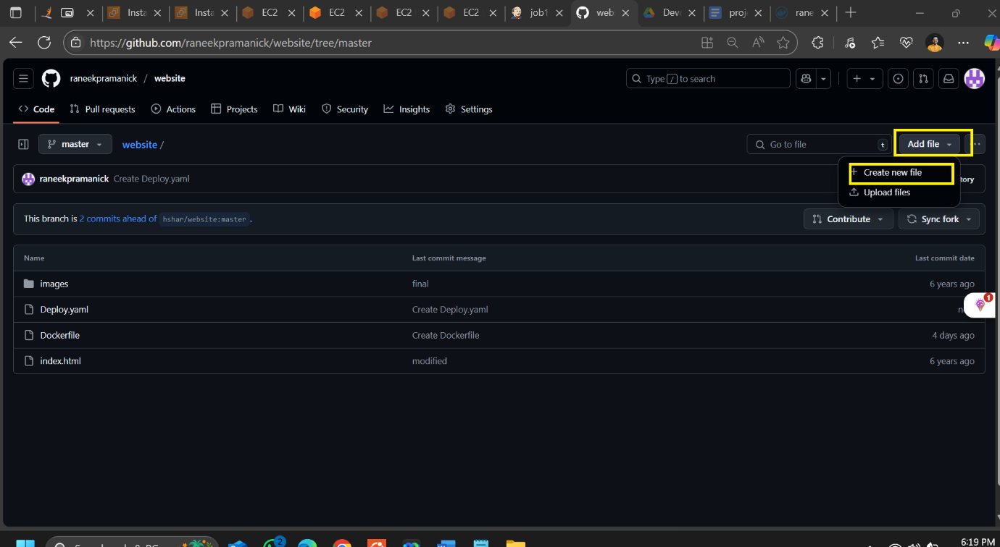 Insta
Insta
EC2
EC2
EC2
EC2
job1
web
Devo
proj
rane
https://github.com/raneekpramanick/website/tree/master
raneekpramanick / website
Type / to search
Code
Pull requests
Actions
Projects
Wiki
Security
Insights
Settings
master
website /
Go to file
t
Add file
raneekpramanick Create Deploy.yaml
tory
Create new file
Upload files
This branch is 2 commits ahead of hshar/website:master .
Contribute
Sync fork
Name Last commit message Last commit date
images final 6 years ago
Deploy.yaml Create Deploy.yaml
1
Dockerfile Create Dockerfile 4 days ago
index.html modified 6 years ago
2
6:19 PM